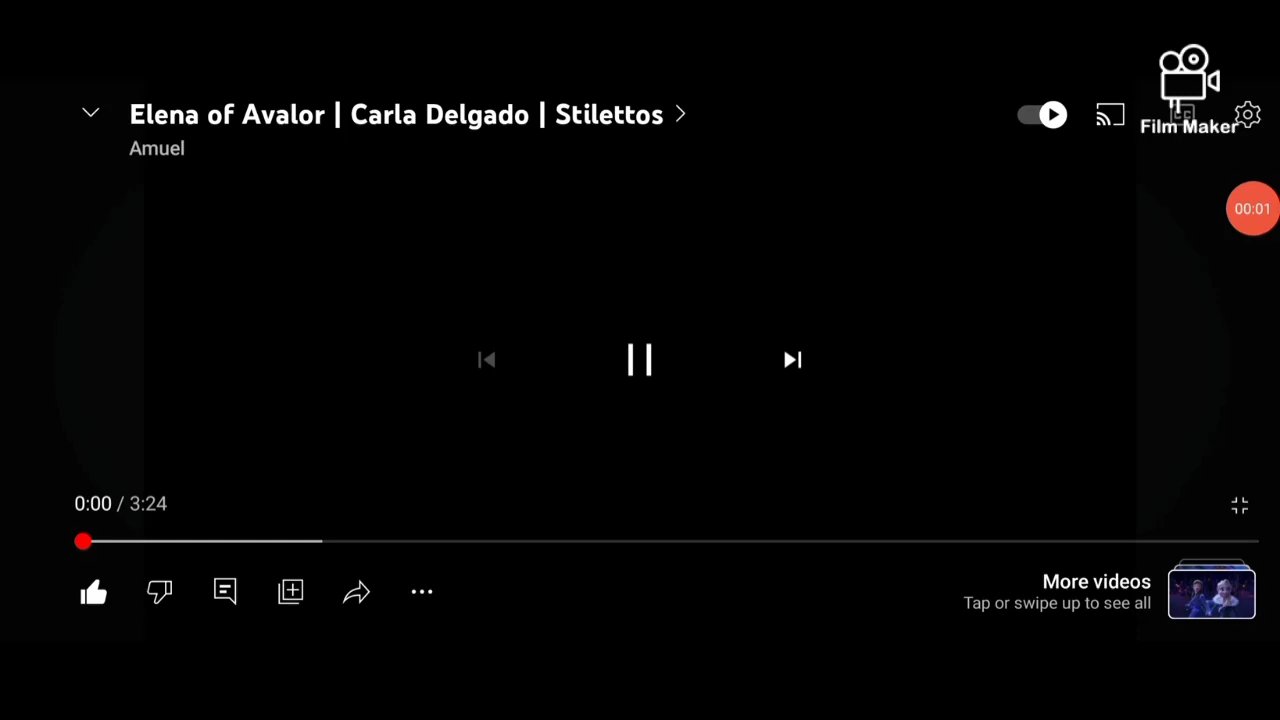 Elena of Avalor | Carla Delgado | Stilettos
Amuel
CC
Film Maker
00:01
0:00 / 3:24
More videos
Tap or swipe up to see all